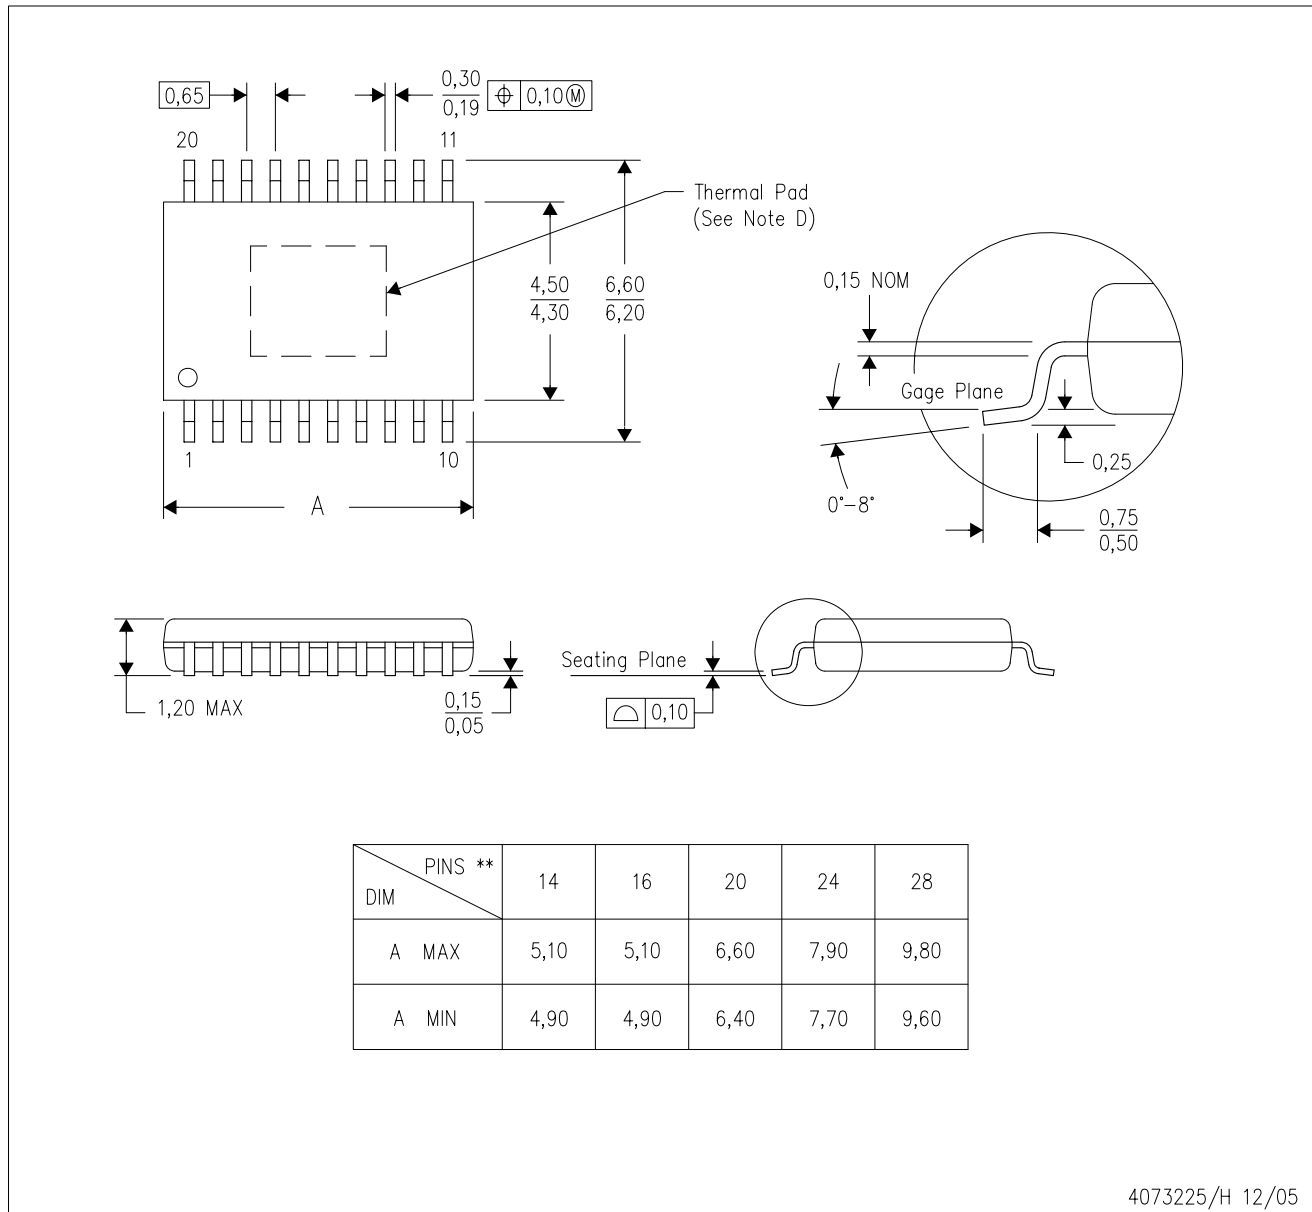 0,65
0,30
0,19
⌖ 0,10 Ⓜ
20 11
Thermal Pad
(See Note D)
4,50
4,30
6,60
6,20
1 10
A
0,15 NOM
Gage Plane
0,25
0°–8°
0,75
0,50
1,20 MAX
0,15
0,05
Seating Plane
⌓ 0,10
PINS ** 14 16 20 24 28
DIM
A MAX 5,10 5,10 6,60 7,90 9,80
A MIN 4,90 4,90 6,40 7,70 9,60
4073225/H 12/05